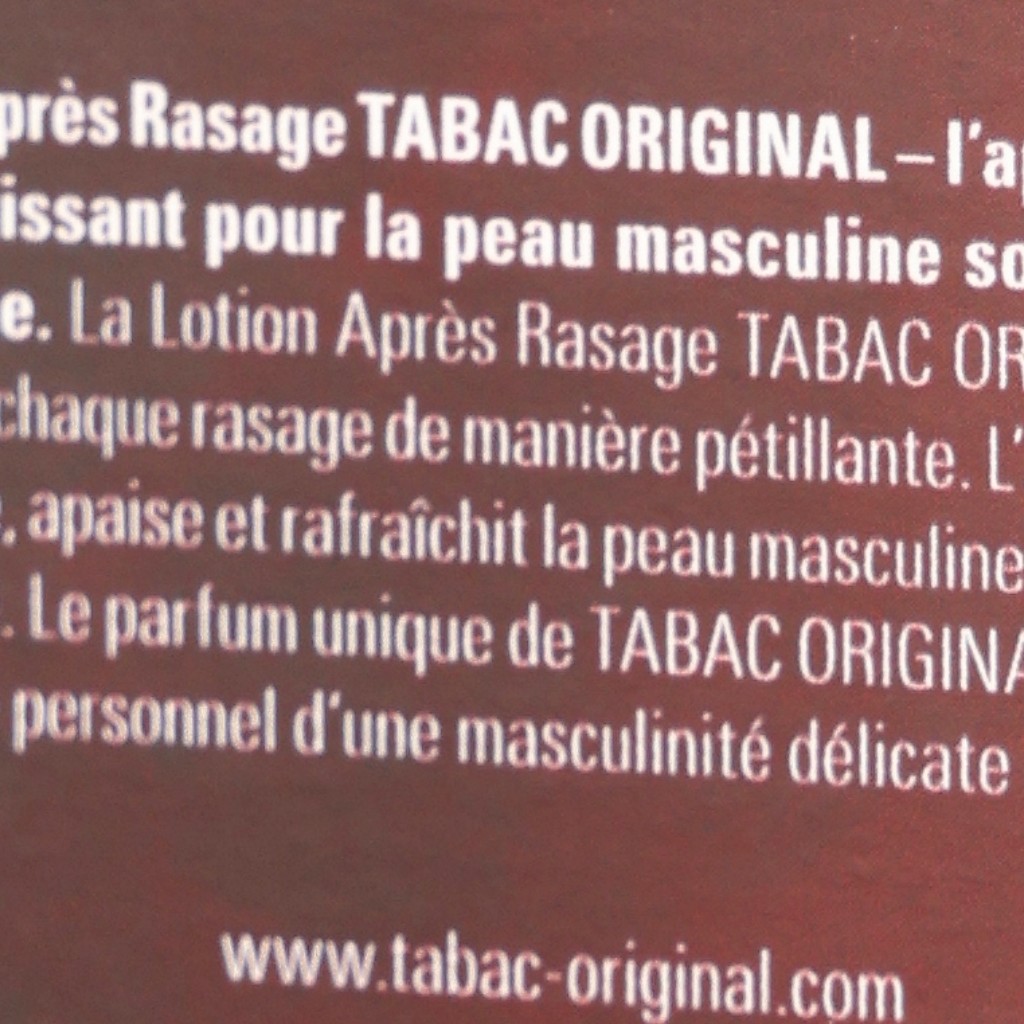 près Rasage TABAC ORIGINAL – l'ap
issant pour la peau masculine so
e. La Lotion Après Rasage TABAC OR
chaque rasage de manière pétillante. L'
, apaise et rafraîchit la peau masculine
. Le parfum unique de TABAC ORIGINA
personnel d'une masculinité délicate
www.tabac-original.com